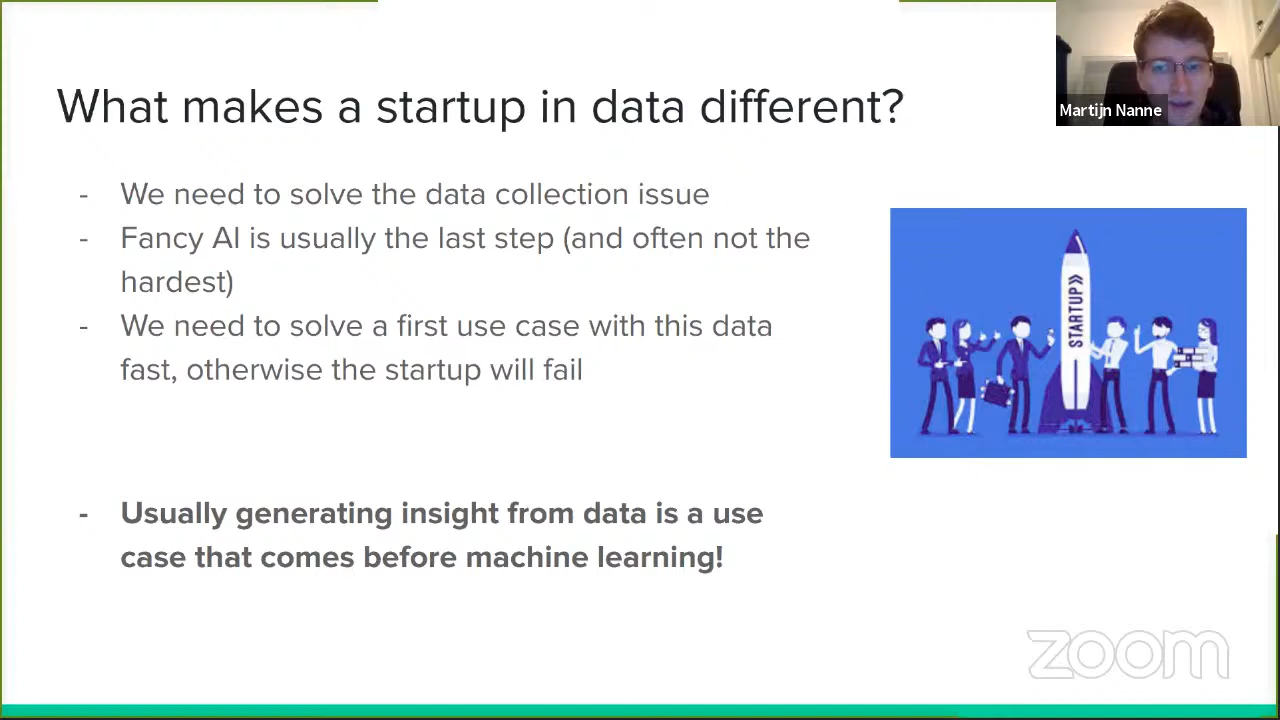 What makes a startup in data different?
Martijn Nanne
- We need to solve the data collection issue
- Fancy AI is usually the last step (and often not the
hardest)
- We need to solve a first use case with this data
fast, otherwise the startup will fail
STARTUP »
- Usually generating insight from data is a use
case that comes before machine learning!
zoom